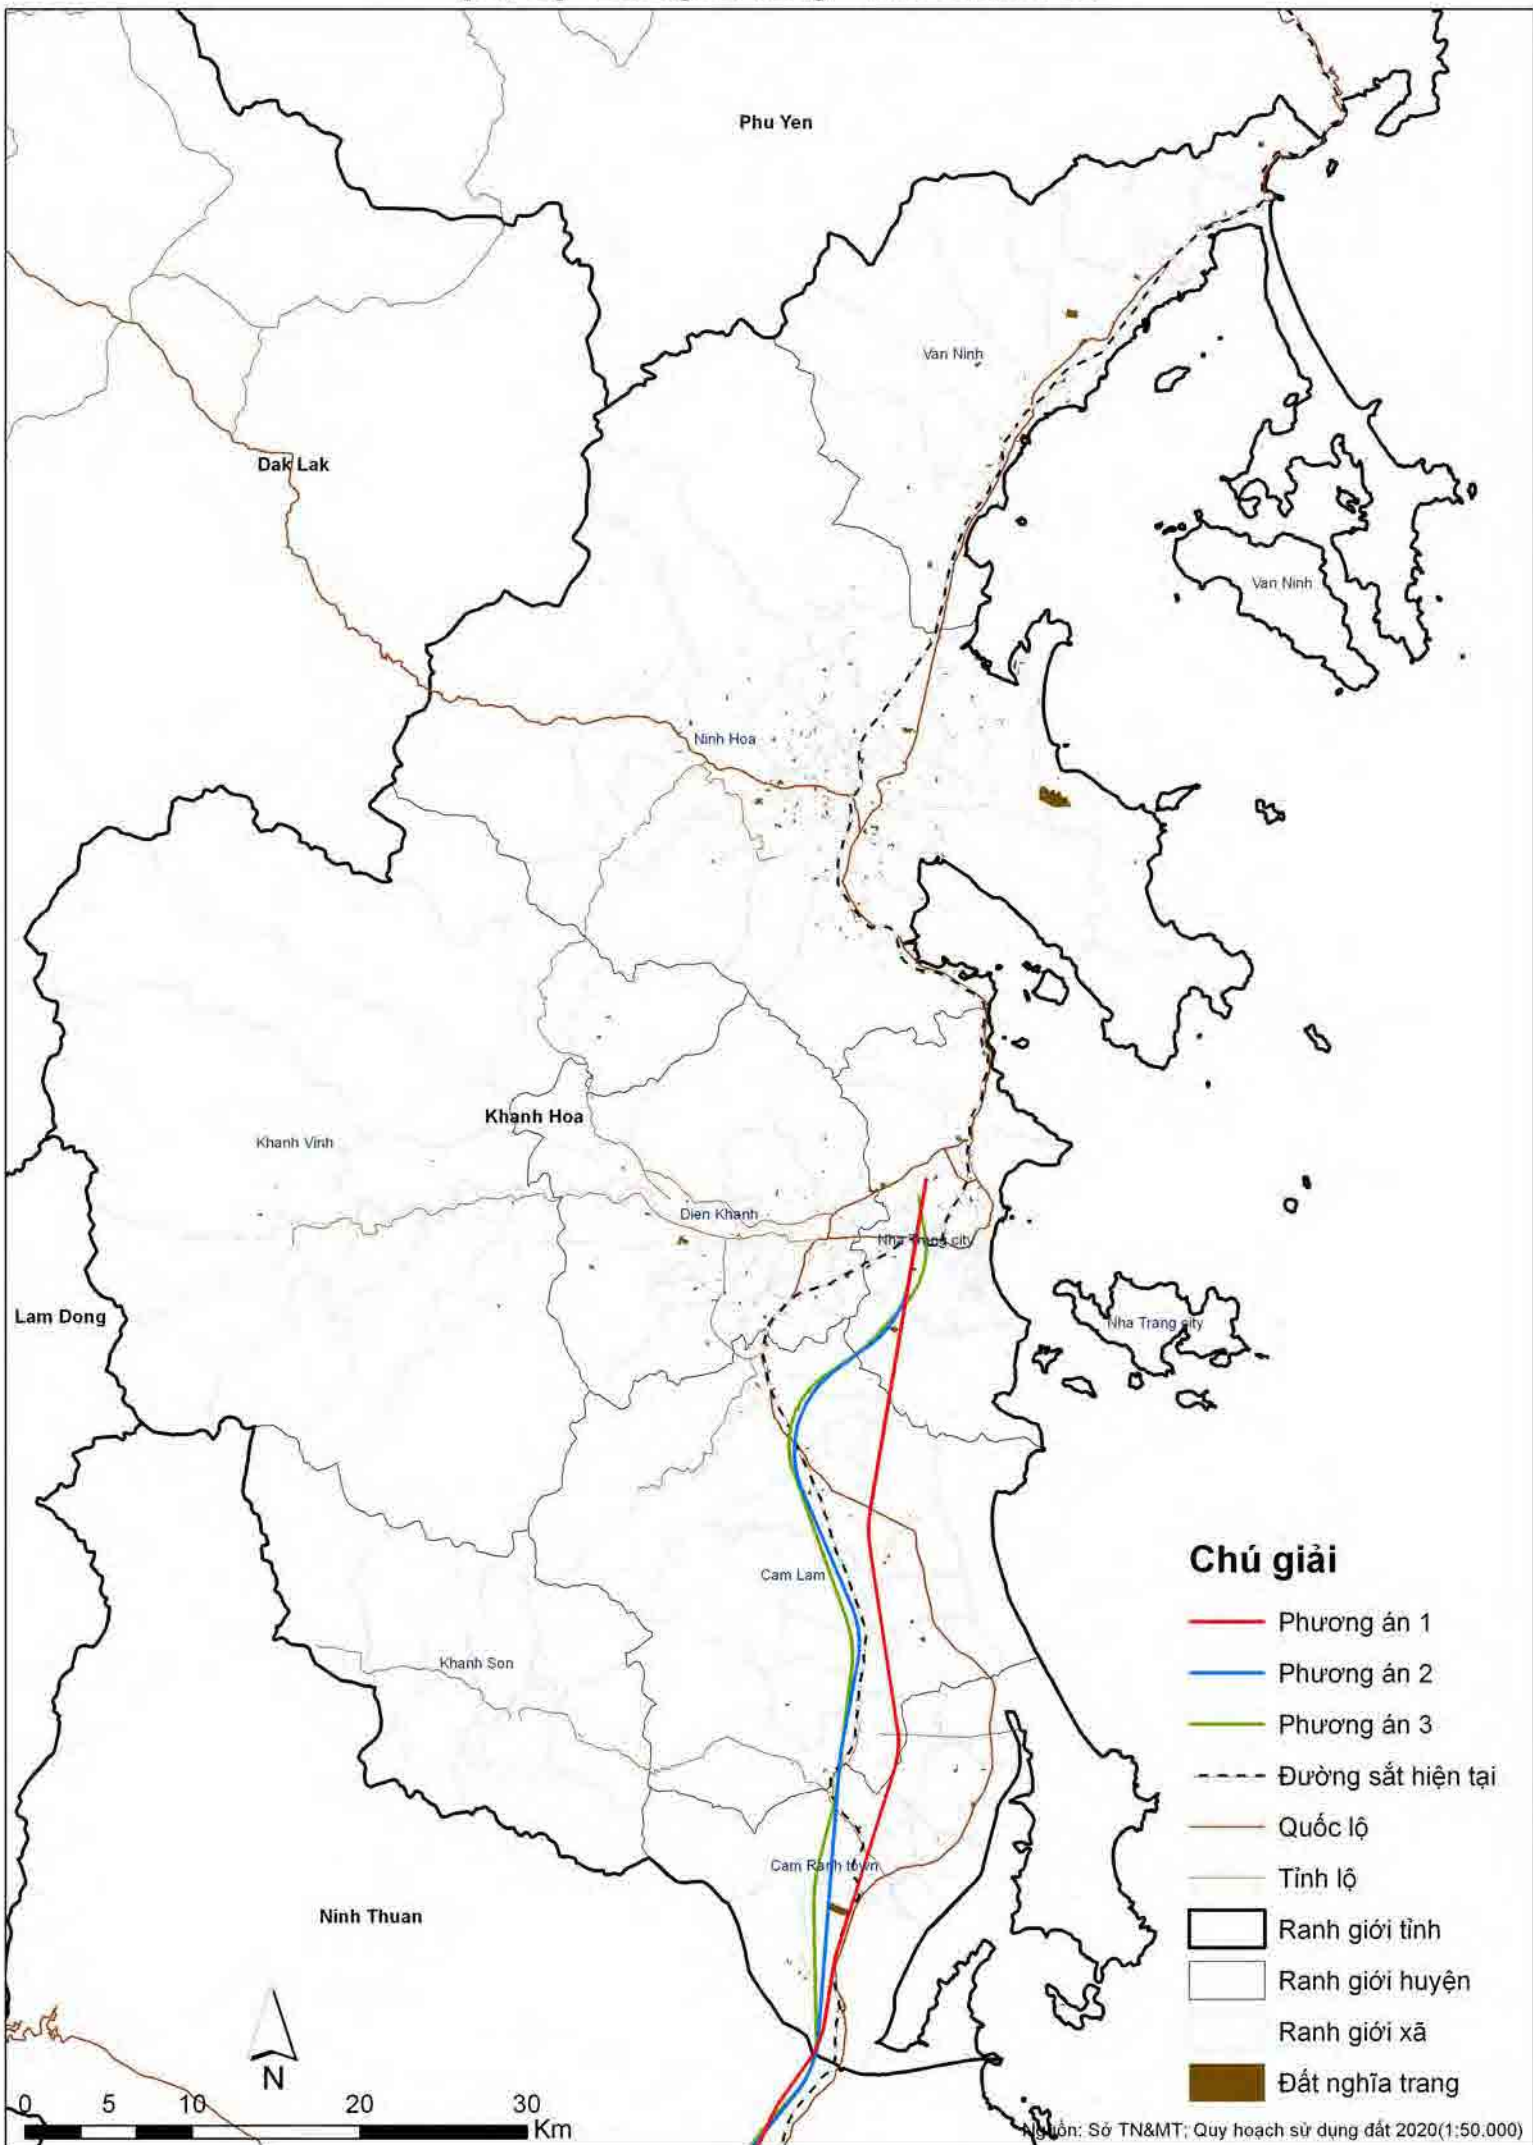 Phu Yen
Van Ninh
Dak Lak
Van Ninh
Ninh Hoa
Khanh Hoa
Khanh Vinh
Dien Khanh
Nha Trang city
Lam Dong
Nha Trang city
Cam Lam
Khanh Son
Cam Ranh town
Ninh Thuan
Chú giải
Phương án 1
Phương án 2
Phương án 3
Đường sắt hiện tại
Quốc lộ
Tỉnh lộ
Ranh giới tỉnh
Ranh giới huyện
Ranh giới xã
Đất nghĩa trang
N
0 5 10 20 30
Km
Nguồn: Sở TN&MT; Quy hoạch sử dụng đất 2020(1:50.000)